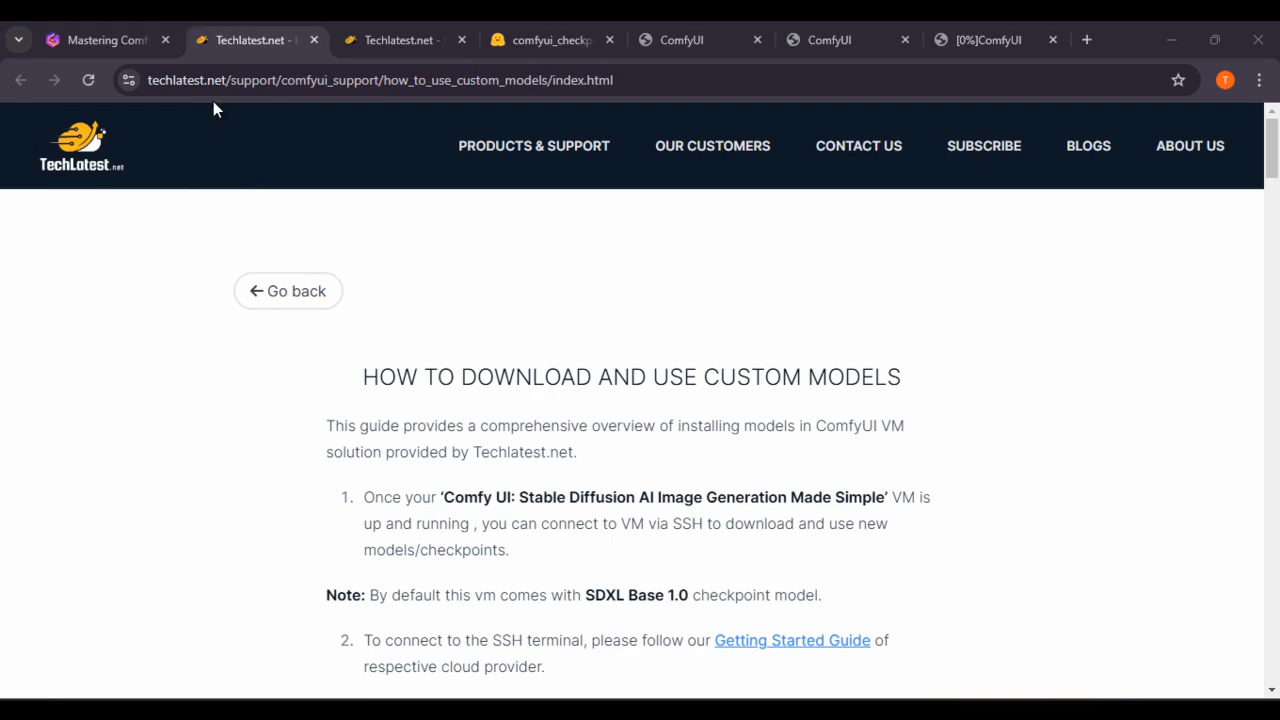 Mastering Comf
Techlatest.net -
Techlatest.net -
comfyui_checkp
ComfyUI
ComfyUI
[0%]ComfyUI
techlatest.net/support/comfyui_support/how_to_use_custom_models/index.html
T
TechLatest.net
PRODUCTS & SUPPORT
OUR CUSTOMERS
CONTACT US
SUBSCRIBE
BLOGS
ABOUT US
Go back
HOW TO DOWNLOAD AND USE CUSTOM MODELS
This guide provides a comprehensive overview of installing models in ComfyUI VM
solution provided by Techlatest.net.
1. Once your ‘Comfy UI: Stable Diffusion AI Image Generation Made Simple’ VM is
up and running , you can connect to VM via SSH to download and use new
models/checkpoints.
Note: By default this vm comes with SDXL Base 1.0 checkpoint model.
2. To connect to the SSH terminal, please follow our Getting Started Guide of
respective cloud provider.